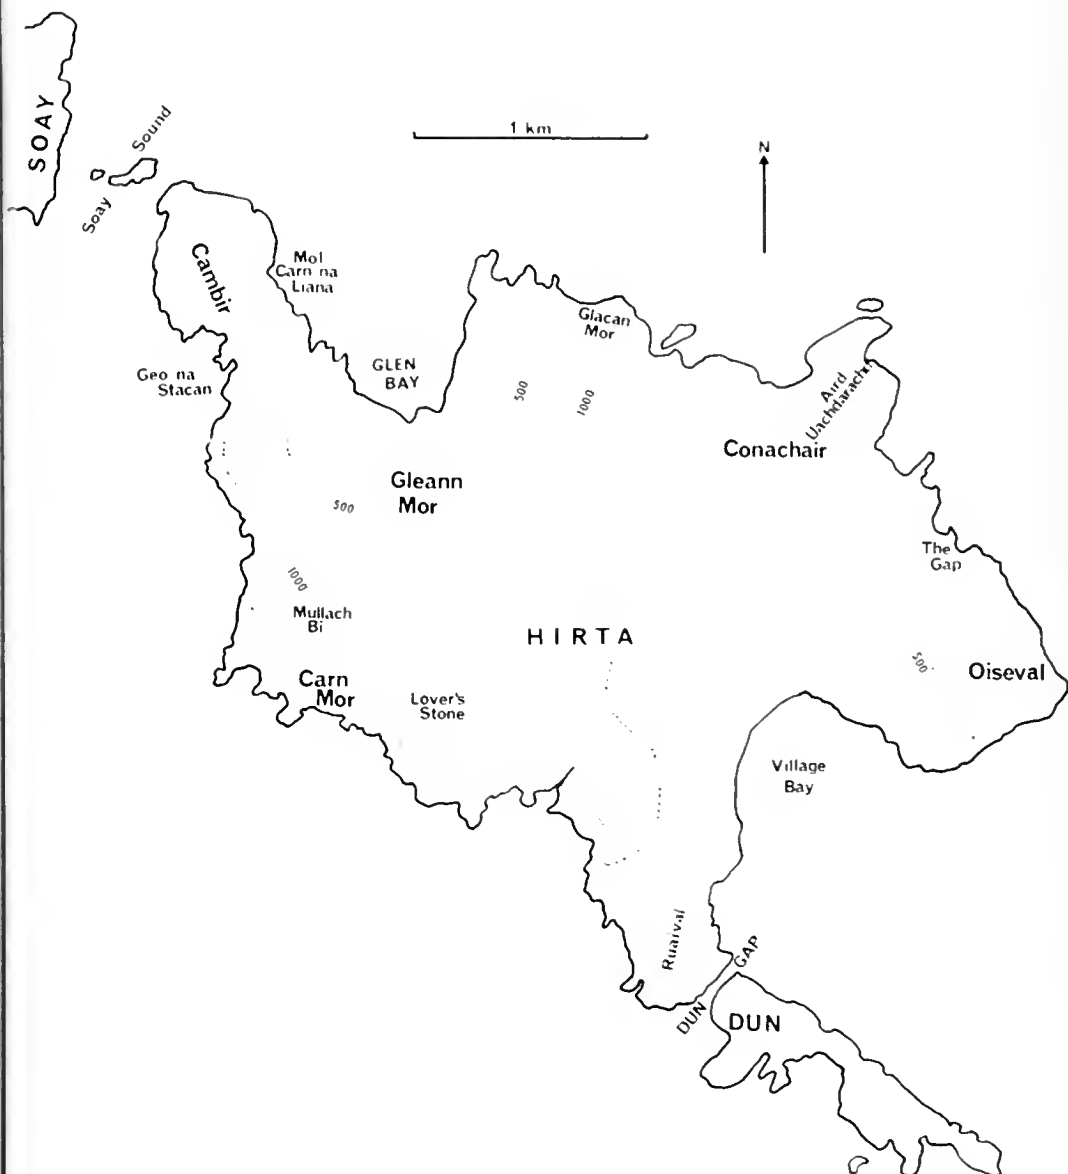 SOAY
Sound
Soay
1 km
N
Cambir
Mol
Carn na
Liana
Glacan
Mor
GLEN
BAY
Geo na
Stacan
500
1000
Aird
Uachdarachd
Conachair
Gleann
Mor
500
The
Gap
1000
Mullach
Bi
HIRTA
500
Oiseval
Carn
Mor
Lover's
Stone
Village
Bay
Ruaival
DUN GAP
DUN